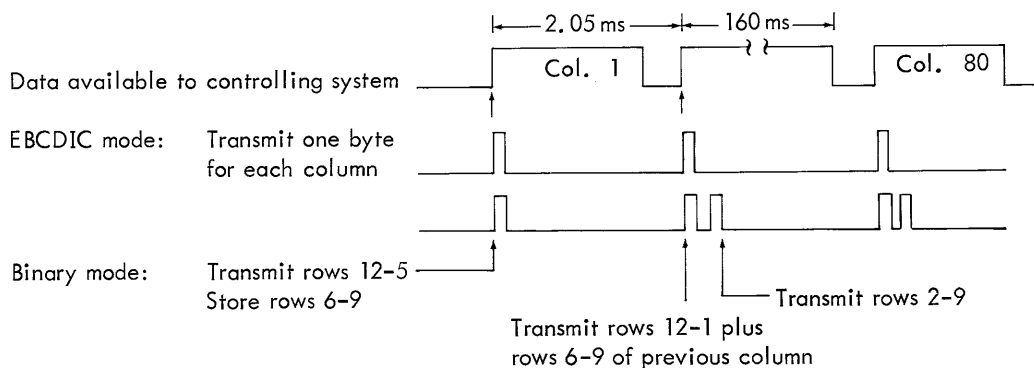 2.05 ms
160 ms
Data available to controlling system
Col. 1
Col. 80
EBCDIC mode: Transmit one byte
for each column
Binary mode: Transmit rows 12-5
Store rows 6-9
Transmit rows 2-9
Transmit rows 12-1 plus
rows 6-9 of previous column